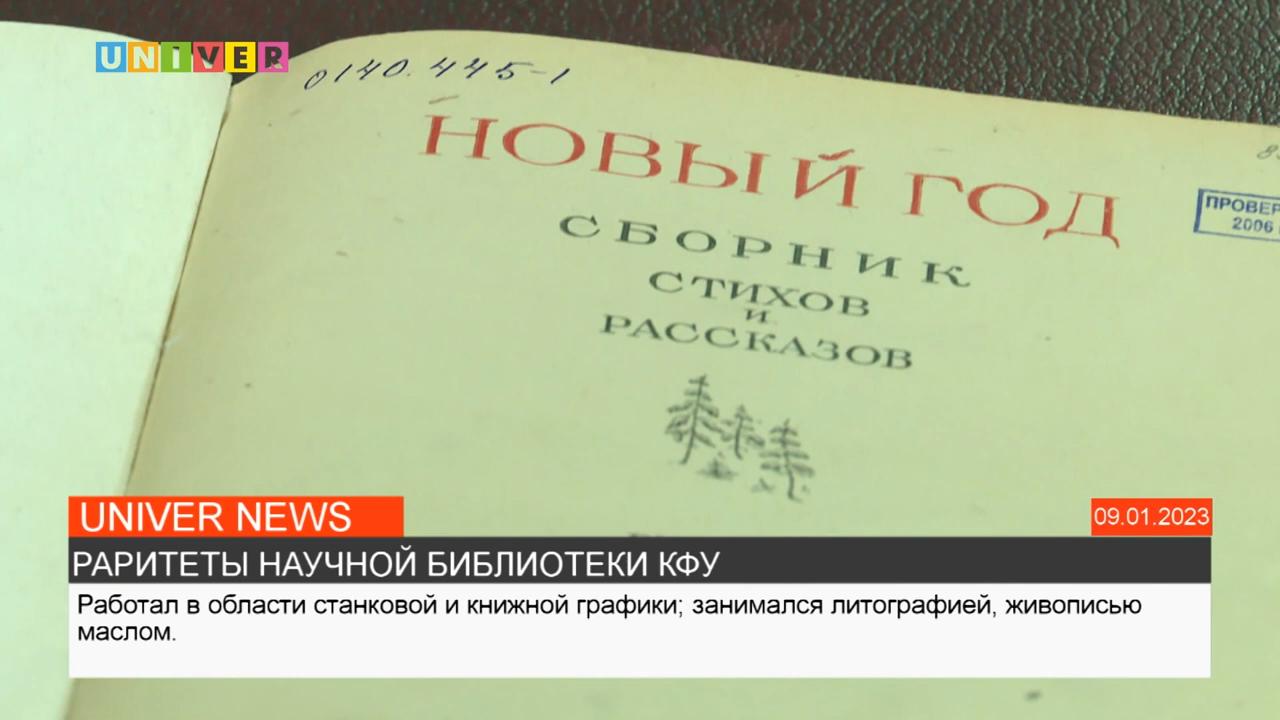 UNIVER
0140.445-1
НОВЫЙ ГОД
СБОРНИК
СТИХОВ
И
РАССКАЗОВ
2006
UNIVER NEWS
09.01.2023
РАРИТЕТЫ НАУЧНОЙ БИБЛИОТЕКИ КФУ
Работал в области станковой и книжной графики; занимался литографией, живописью
маслом.